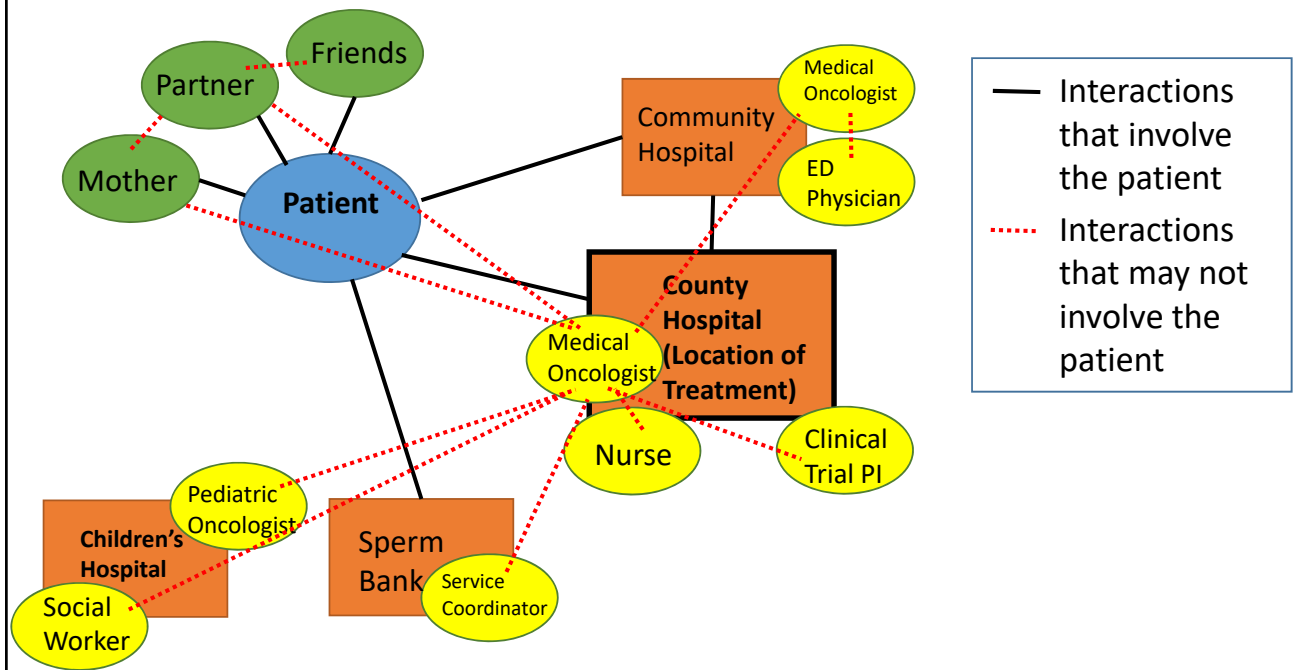 Friends
Partner
Mother
Patient
Community
Hospital
Medical
Oncologist
ED
Physician
County
Hospital
(Location of
Treatment)
Medical
Oncologist
Nurse
Clinical
Trial PI
Pediatric
Oncologist
Children’s
Hospital
Social
Worker
Sperm
Bank
Service
Coordinator
Interactions
that involve
the patient
Interactions
that may not
involve the
patient